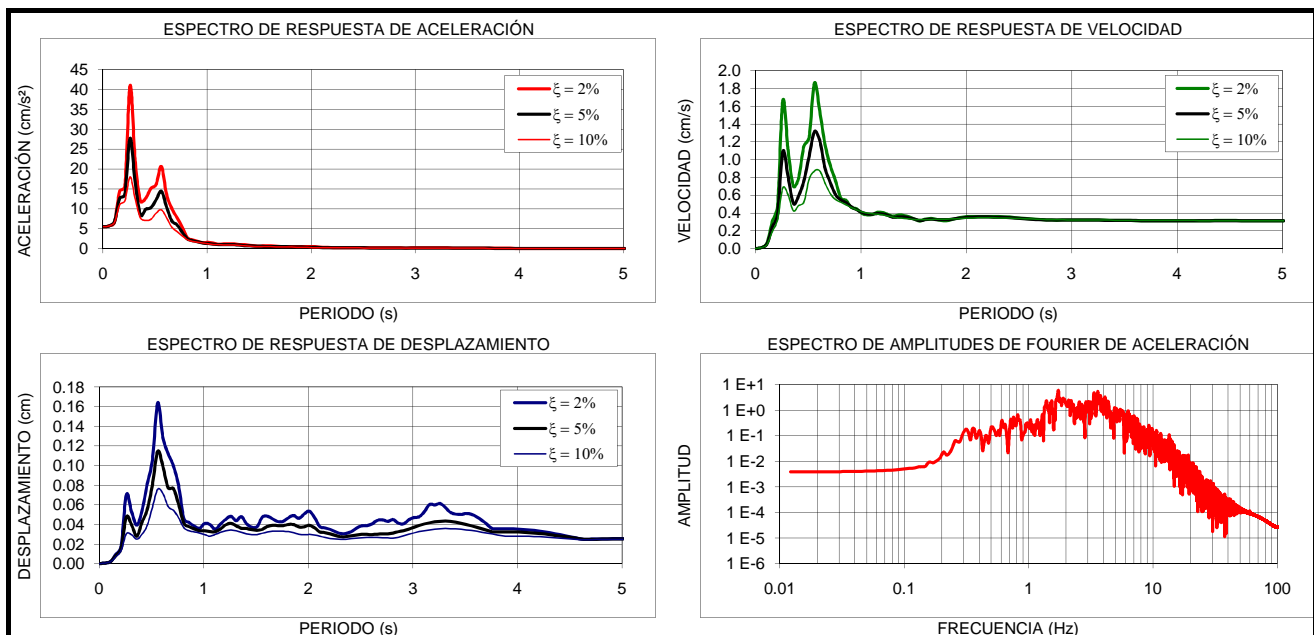 ESPECTRO DE RESPUESTA DE ACELERACIÓN
ACELERACIÓN (cm/s²)
45
40
35
30
25
20
15
10
5
0
ξ = 2%
ξ = 5%
ξ = 10%
0 1 2 3 4 5
PERIODO (s)
ESPECTRO DE RESPUESTA DE VELOCIDAD
VELOCIDAD (cm/s)
2.0
1.8
1.6
1.4
1.2
1.0
0.8
0.6
0.4
0.2
0.0
ξ = 2%
ξ = 5%
ξ = 10%
0 1 2 3 4 5
PERIODO (s)
ESPECTRO DE RESPUESTA DE DESPLAZAMIENTO
DESPLAZAMIENTO (cm)
0.18
0.16
0.14
0.12
0.10
0.08
0.06
0.04
0.02
0.00
ξ = 2%
ξ = 5%
ξ = 10%
0 1 2 3 4 5
PERIODO (s)
ESPECTRO DE AMPLITUDES DE FOURIER DE ACELERACIÓN
AMPLITUD
1 E+1
1 E+0
1 E-1
1 E-2
1 E-3
1 E-4
1 E-5
1 E-6
0.01 0.1 1 10 100
FRECUENCIA (Hz)